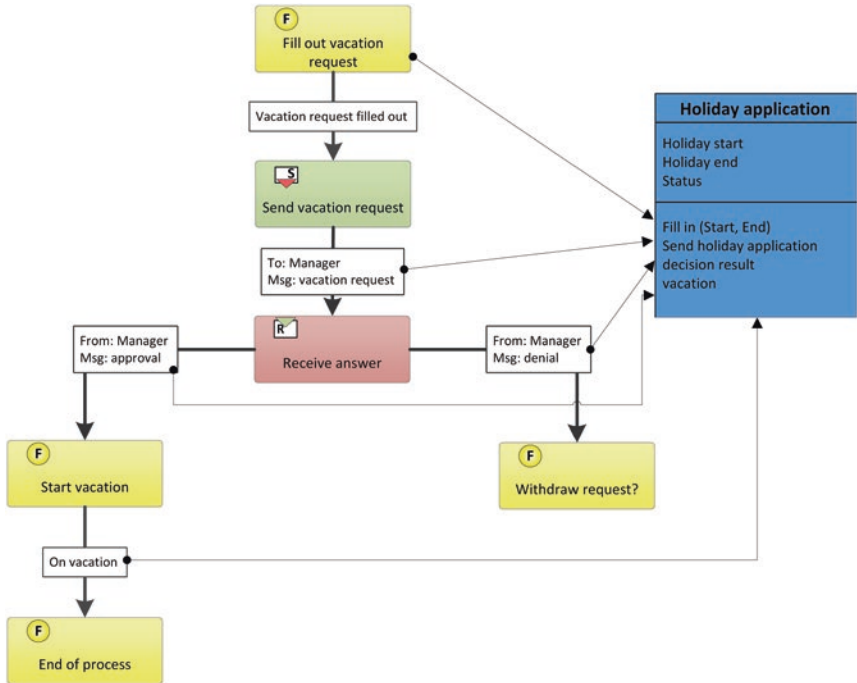 F
Fill out vacation
request
Vacation request filled out
S
Send vacation request
To: Manager
Msg: vacation request
R
Receive answer
From: Manager
Msg: approval
From: Manager
Msg: denial
F
Start vacation
F
Withdraw request?
On vacation
F
End of process
Holiday application
Holiday start
Holiday end
Status
Fill in (Start, End)
Send holiday application
decision result
vacation